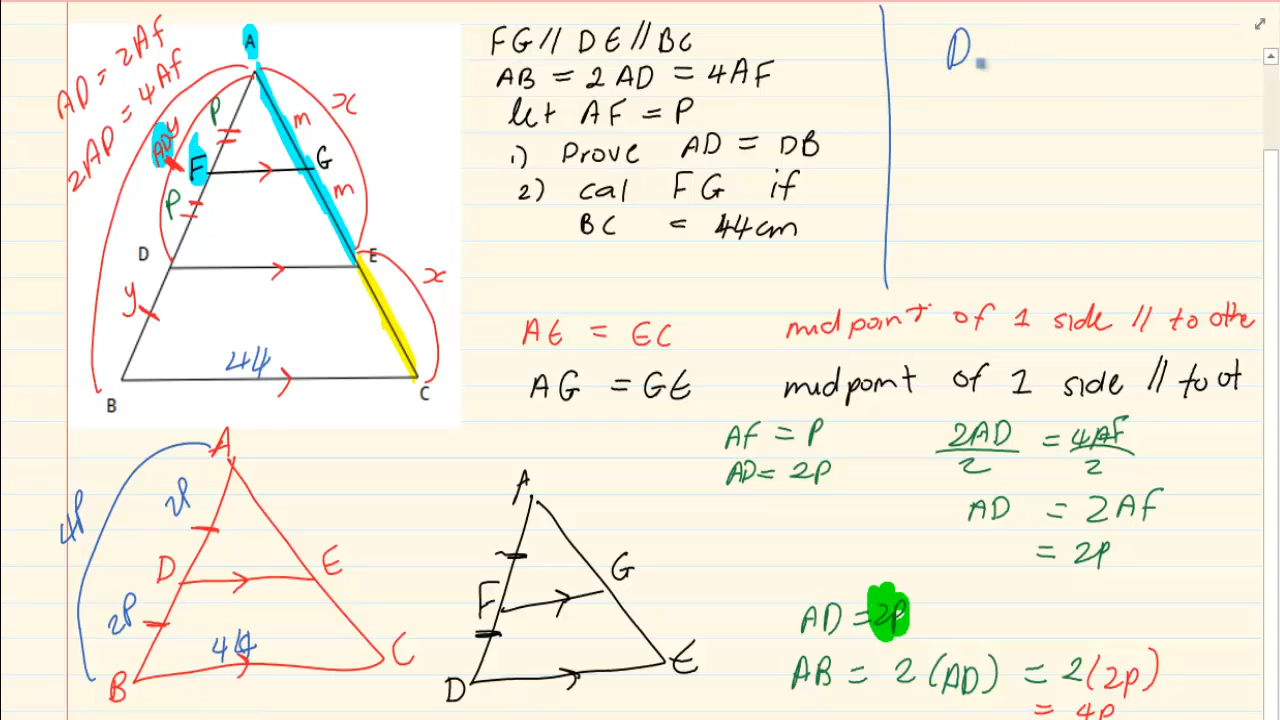 AD = 2Af
2AD = 4Af
A
P
m
x
AD
y
F
G
P
m
D
E
y
x
44
B
C
FG // DE // BC
AB = 2AD = 4AF
let AF = P
1) Prove AD = DB
2) cal FG if
BC = 44cm
D
AE = EC midpoint of 1 side // to othe
AG = GE midpoint of 1 side // to ot
AF = P
AD = 2P
2AD/2 = 4AF/2
AD = 2Af
= 2P
AD = 2P
AB = 2(AD) = 2(2P)
= 4P
A
4P
2P
D
E
2P
44
B
C
A
F
G
D
E